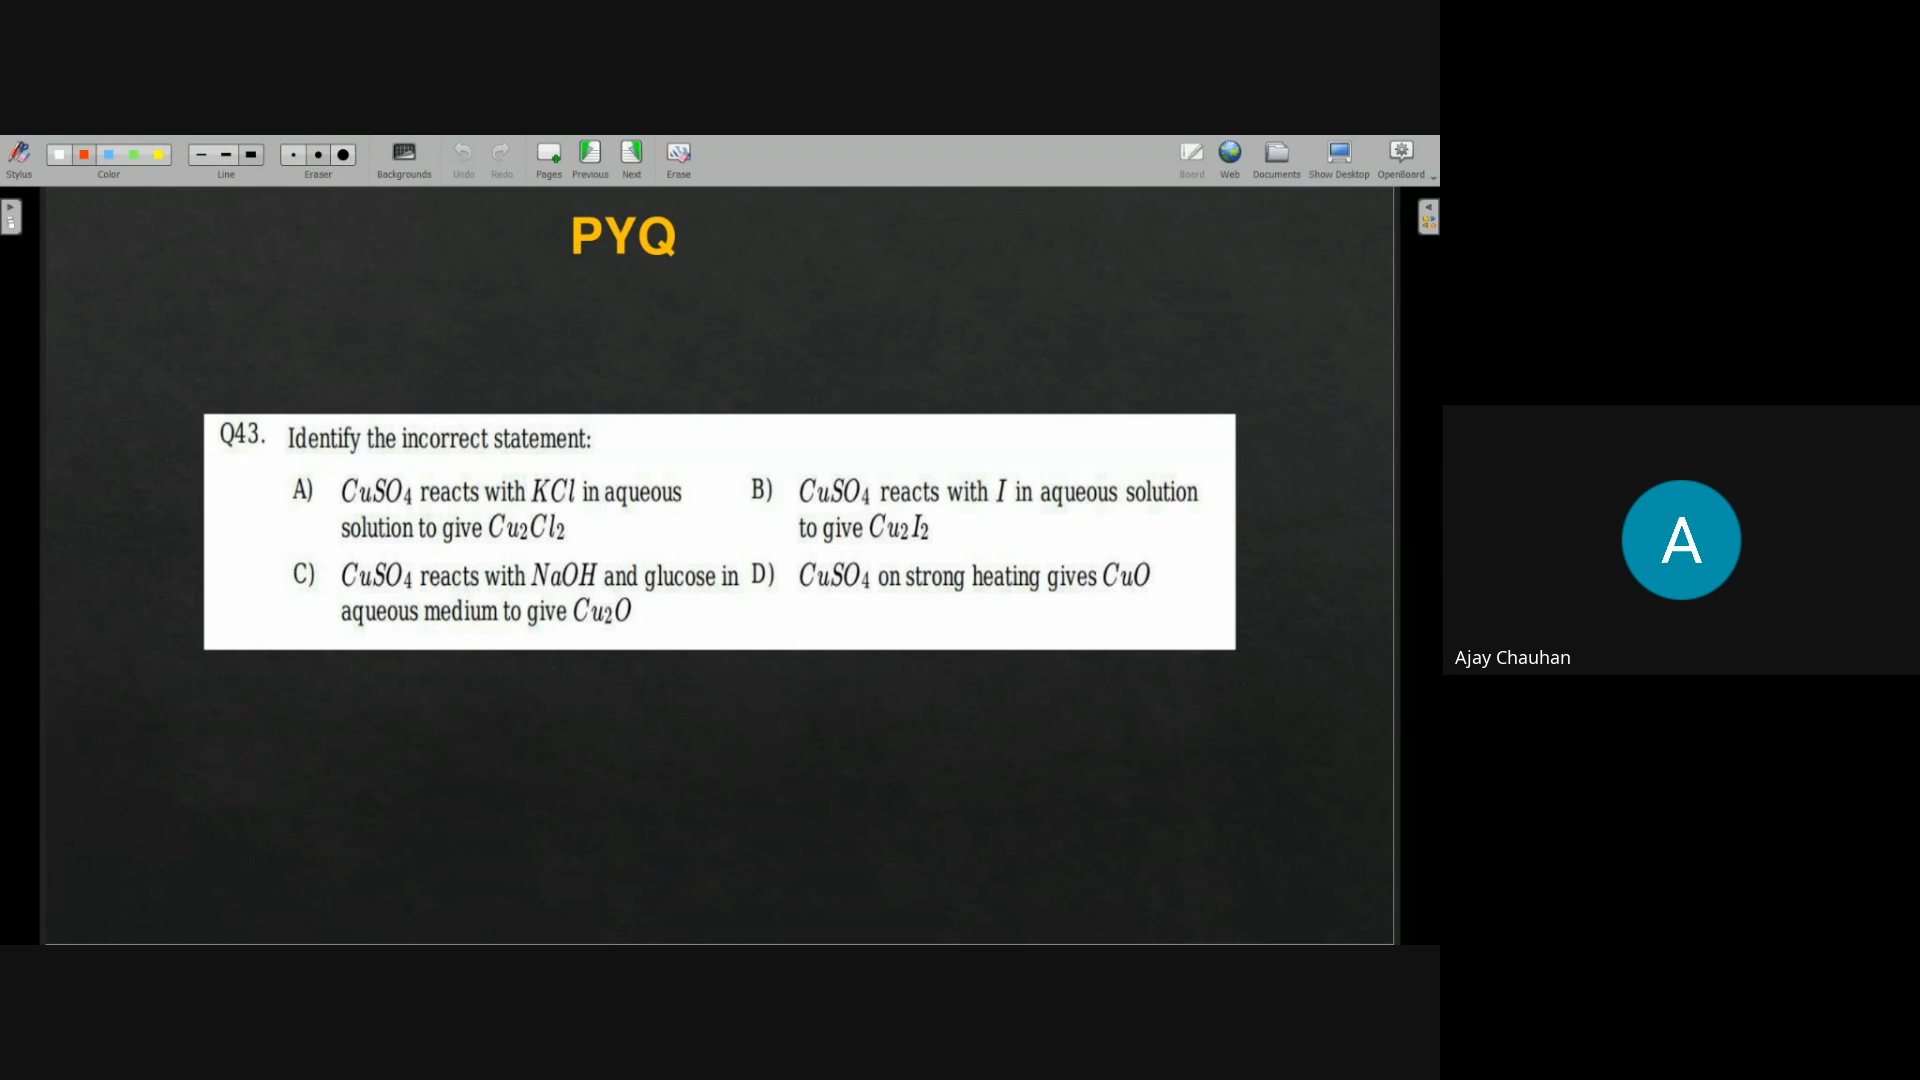 Stylus
Color
Line
Eraser
Backgrounds
Undo
Redo
Pages
Previous
Next
Erase
Board
Web
Documents
Show Desktop
OpenBoard
PYQ
Q43. Identify the incorrect statement:
A) CuSO₄ reacts with KCl in aqueous
solution to give Cu₂Cl₂
B) CuSO₄ reacts with I in aqueous solution
to give Cu₂I₂
C) CuSO₄ reacts with NaOH and glucose in
aqueous medium to give Cu₂O
D) CuSO₄ on strong heating gives CuO
A
Ajay Chauhan